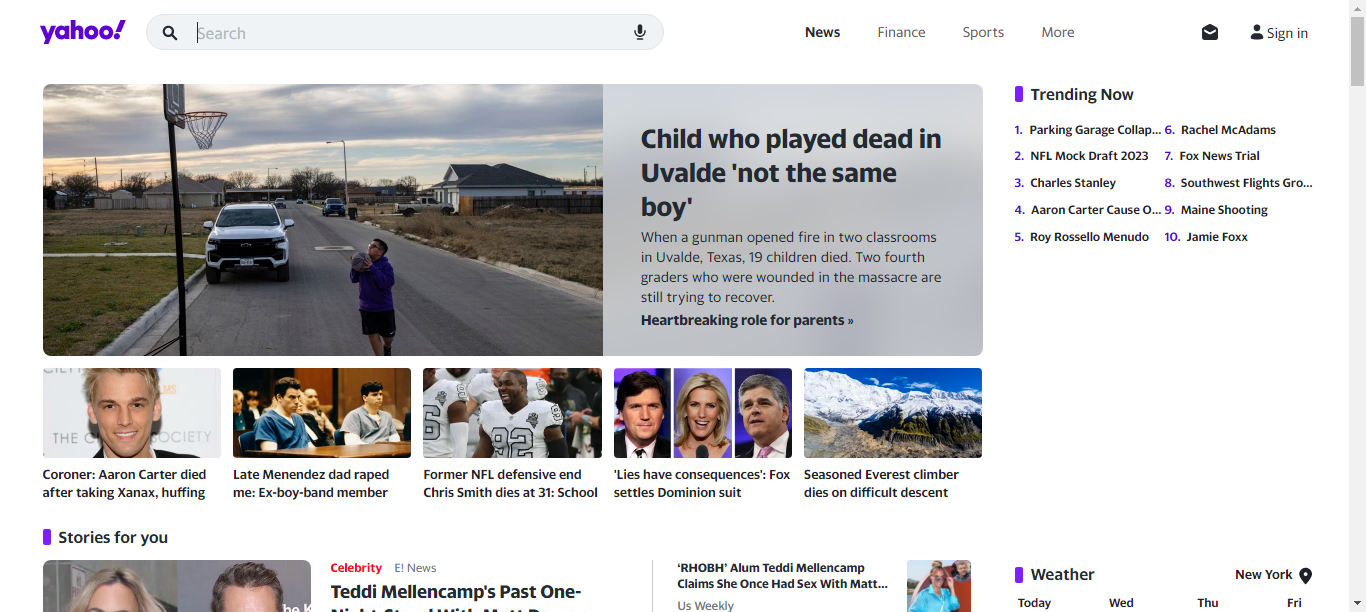 yahoo!
Search
News
Finance
Sports
More
Sign in
Child who played dead in
Uvalde 'not the same
boy'
When a gunman opened fire in two classrooms
in Uvalde, Texas, 19 children died. Two fourth
graders who were wounded in the massacre are
still trying to recover.
Heartbreaking role for parents »
Trending Now
1. Parking Garage Collap...
2. NFL Mock Draft 2023
3. Charles Stanley
4. Aaron Carter Cause O...
5. Roy Rossello Menudo
6. Rachel McAdams
7. Fox News Trial
8. Southwest Flights Gro...
9. Maine Shooting
10. Jamie Foxx
THE
SOCIETY
92
Coroner: Aaron Carter died
after taking Xanax, huffing
Late Menendez dad raped
me: Ex-boy-band member
Former NFL defensive end
Chris Smith dies at 31: School
'Lies have consequences': Fox
settles Dominion suit
Seasoned Everest climber
dies on difficult descent
Stories for you
Celebrity
E! News
Teddi Mellencamp's Past One-
Night Stand With Matt
‘RHOBH’ Alum Teddi Mellencamp
Claims She Once Had Sex With Matt...
Us Weekly
Weather
New York
Today
Wed
Thu
Fri